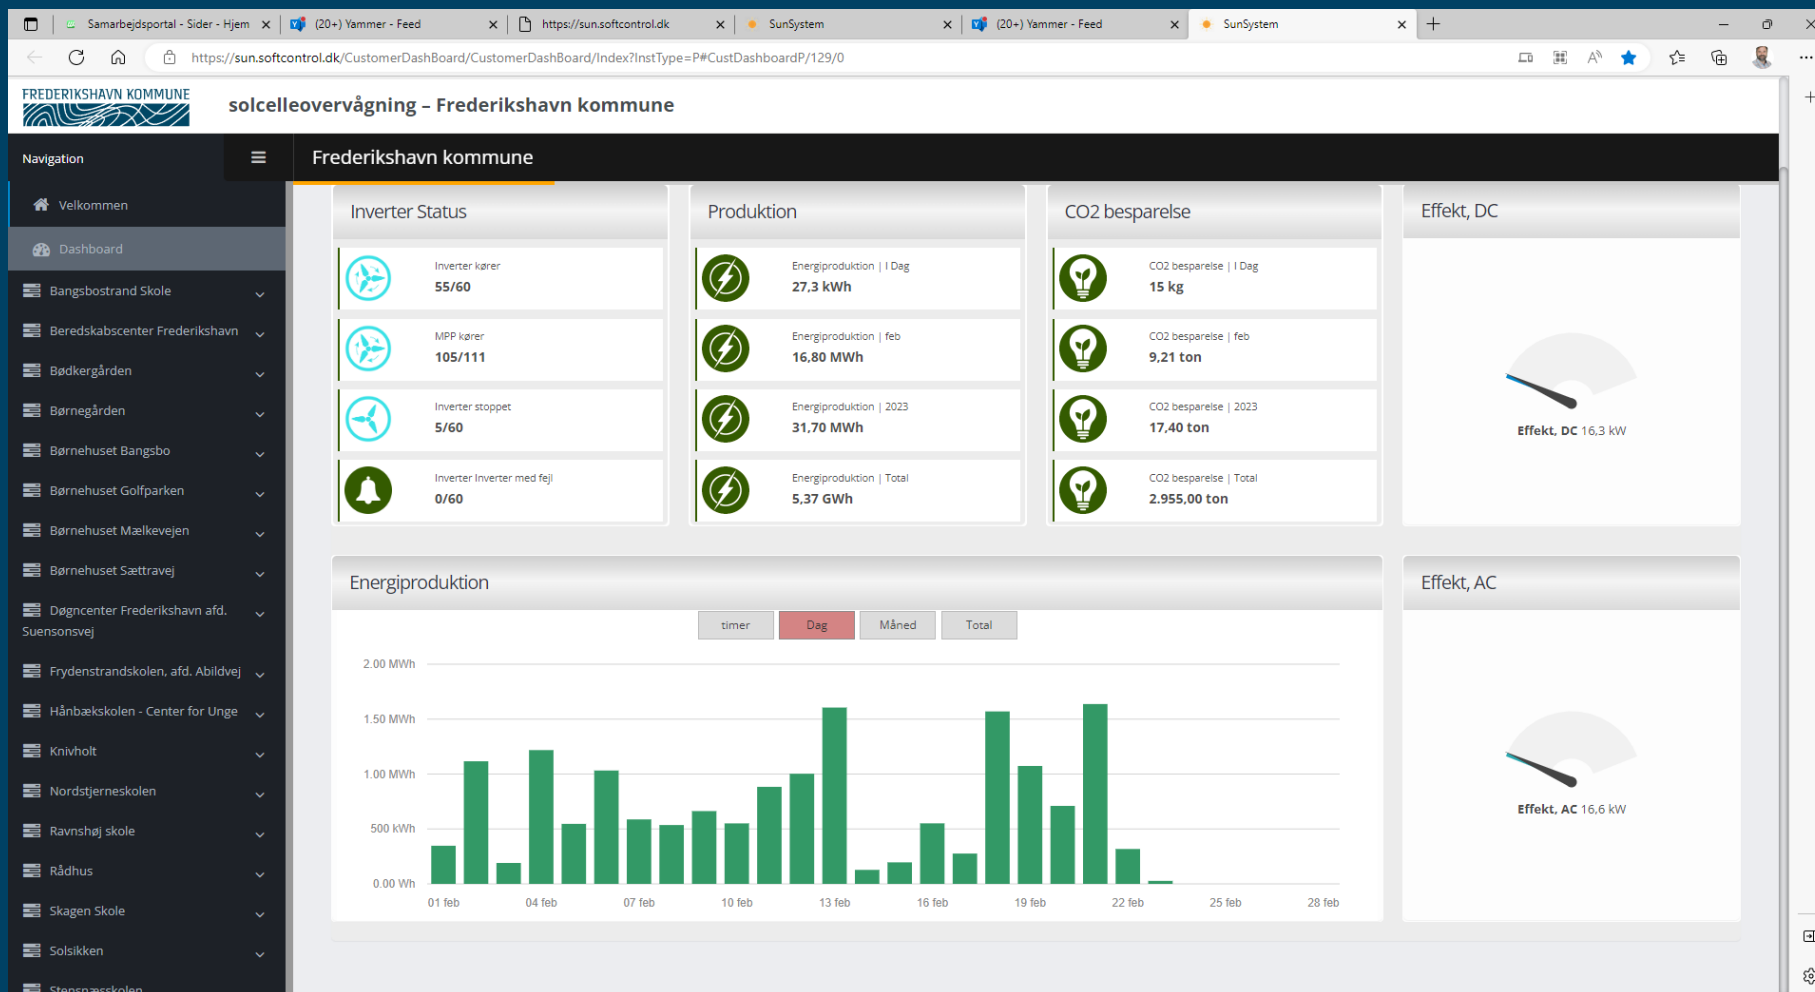 Samarbejdsportal - Sider - Hjem
(20+) Yammer - Feed
https://sun.softcontrol.dk
SunSystem
(20+) Yammer - Feed
SunSystem
https://sun.softcontrol.dk/CustomerDashBoard/CustomerDashBoard/Index?InstType=P#CustDashboardP/129/0
FREDERIKSHAVN KOMMUNE
solcelleovervågning – Frederikshavn kommune
Navigation
Frederikshavn kommune
Velkommen
Dashboard
Bangsbostrand Skole
Beredskabscenter Frederikshavn
Bødkergården
Børnegården
Børnehuset Bangsbo
Børnehuset Golfparken
Børnehuset Mælkevejen
Børnehuset Sættravej
Døgncenter Frederikshavn afd.
Suensonsvej
Frydenstrandskolen, afd. Abildvej
Hånbækskolen - Center for Unge
Knivholt
Nordstjerneskolen
Ravnshøj skole
Rådhus
Skagen Skole
Solsikken
Stensnæsskolen
Inverter Status
Inverter kører
55/60
MPP kører
105/111
Inverter stoppet
5/60
Inverter Inverter med fejl
0/60
Produktion
Energiproduktion | I Dag
27,3 kWh
Energiproduktion | feb
16,80 MWh
Energiproduktion | 2023
31,70 MWh
Energiproduktion | Total
5,37 GWh
CO2 besparelse
CO2 besparelse | I Dag
15 kg
CO2 besparelse | feb
9,21 ton
CO2 besparelse | 2023
17,40 ton
CO2 besparelse | Total
2.955,00 ton
Effekt, DC
Effekt, DC 16,3 kW
Energiproduktion
timer
Dag
Måned
Total
2.00 MWh
1.50 MWh
1.00 MWh
500 kWh
0.00 Wh
01 feb
04 feb
07 feb
10 feb
13 feb
16 feb
19 feb
22 feb
25 feb
28 feb
Effekt, AC
Effekt, AC 16,6 kW